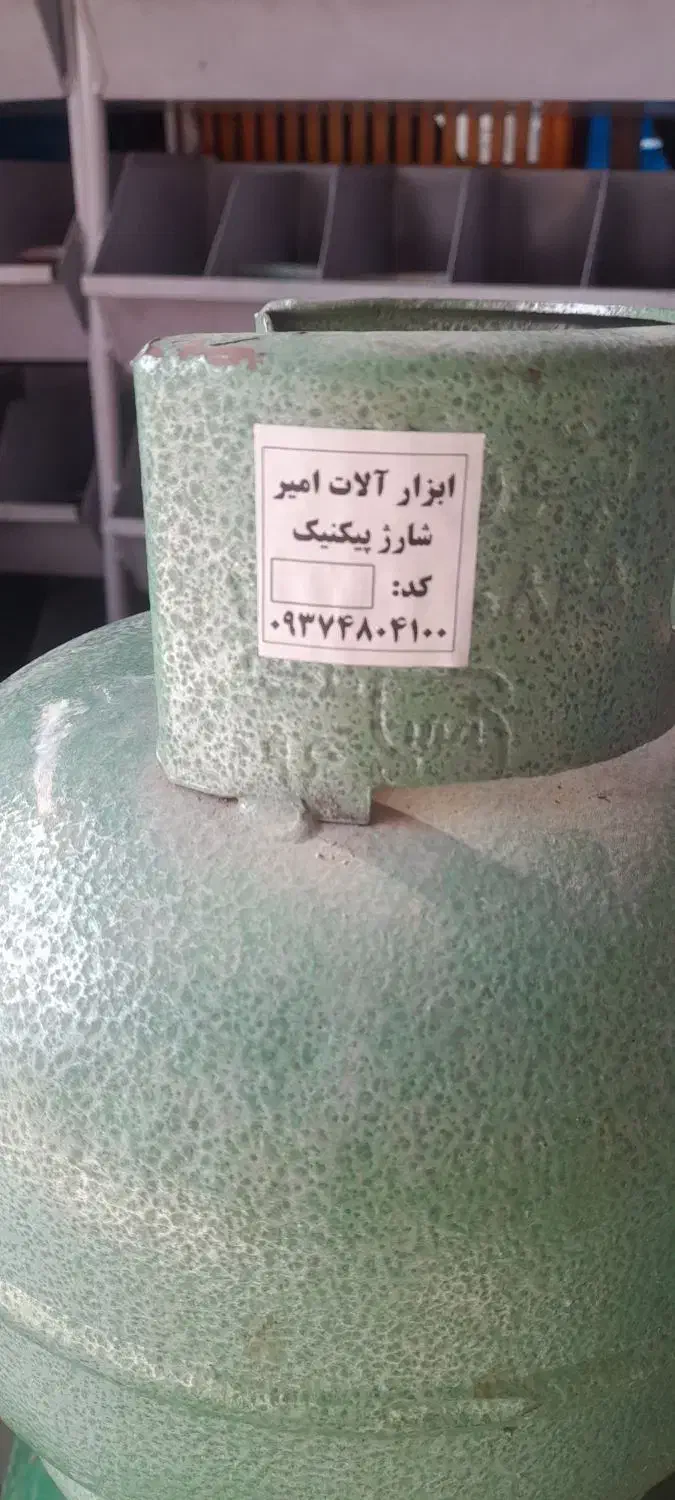 ابزار آلات امیر
شارژ پیکنیک
کد:
۰۹۳۷۴۸۰۴۱۰۰